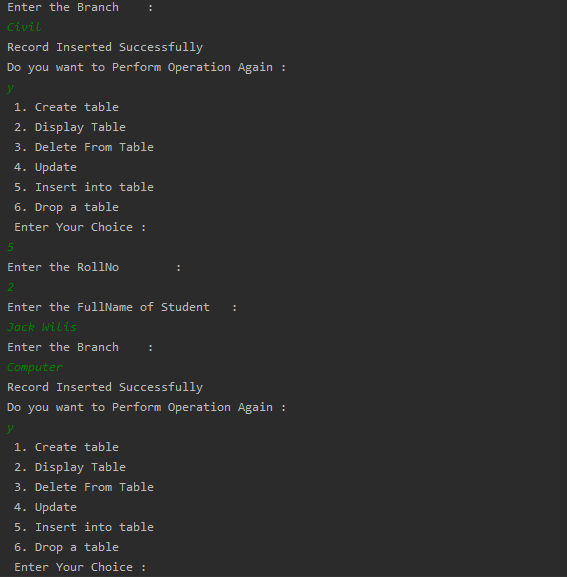 Enter the Branch    :
Civil
Record Inserted Successfully
Do you want to Perform Operation Again :
y
 1. Create table
 2. Display Table
 3. Delete From Table
 4. Update
 5. Insert into table
 6. Drop a table
 Enter Your Choice :
5
Enter the RollNo        :
2
Enter the FullName of Student   :
Jack Wilis
Enter the Branch    :
Computer
Record Inserted Successfully
Do you want to Perform Operation Again :
y
 1. Create table
 2. Display Table
 3. Delete From Table
 4. Update
 5. Insert into table
 6. Drop a table
 Enter Your Choice :